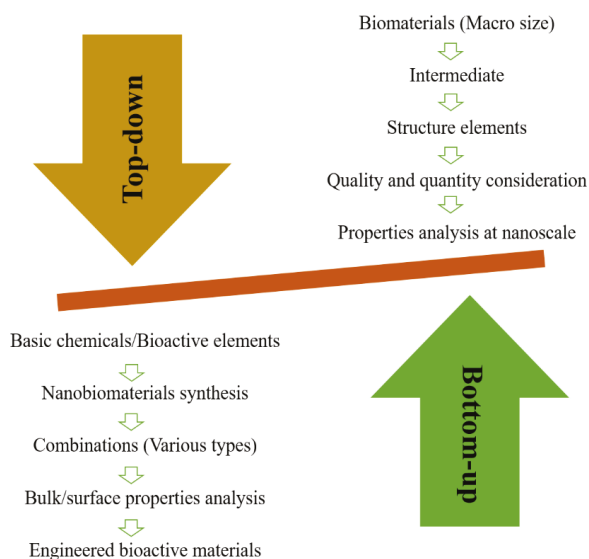 Top-down
Biomaterials (Macro size)
Intermediate
Structure elements
Quality and quantity consideration
Properties analysis at nanoscale
Basic chemicals/Bioactive elements
Nanobiomaterials synthesis
Combinations (Various types)
Bulk/surface properties analysis
Engineered bioactive materials
Bottom-up